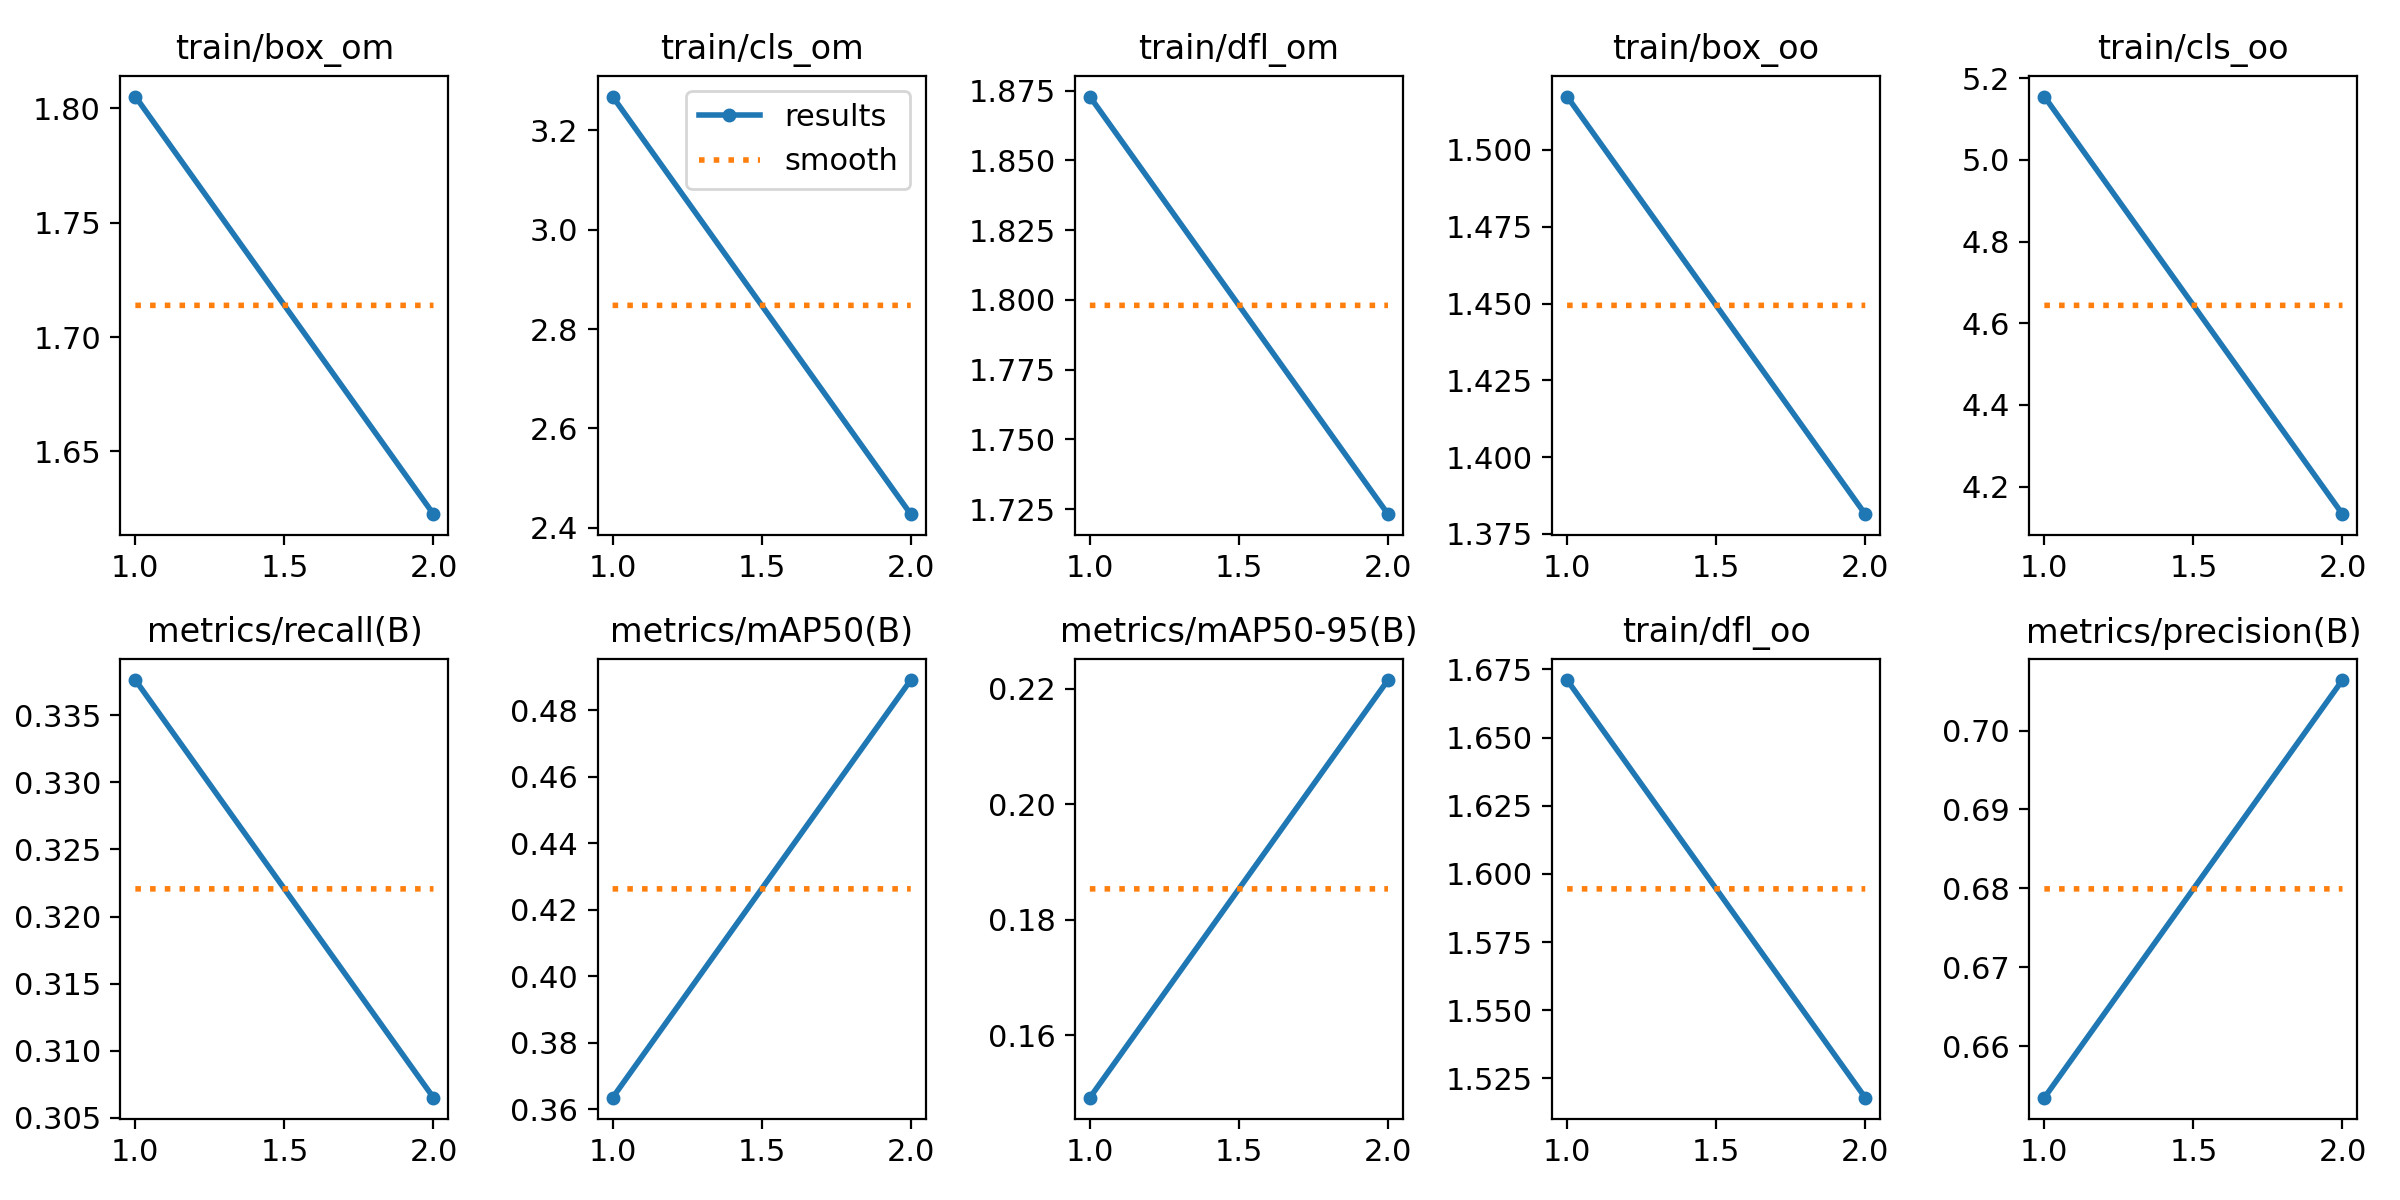 train/box_om
1.80
1.75
1.70
1.65
1.0 1.5 2.0
train/cls_om
results
smooth
3.2
3.0
2.8
2.6
2.4
1.0 1.5 2.0
train/dfl_om
1.875
1.850
1.825
1.800
1.775
1.750
1.725
1.0 1.5 2.0
train/box_oo
1.500
1.475
1.450
1.425
1.400
1.375
1.0 1.5 2.0
train/cls_oo
5.2
5.0
4.8
4.6
4.4
4.2
1.0 1.5 2.0
metrics/recall(B)
0.335
0.330
0.325
0.320
0.315
0.310
0.305
1.0 1.5 2.0
metrics/mAP50(B)
0.48
0.46
0.44
0.42
0.40
0.38
0.36
1.0 1.5 2.0
metrics/mAP50-95(B)
0.22
0.20
0.18
0.16
1.0 1.5 2.0
train/dfl_oo
1.675
1.650
1.625
1.600
1.575
1.550
1.525
1.0 1.5 2.0
metrics/precision(B)
0.70
0.69
0.68
0.67
0.66
1.0 1.5 2.0